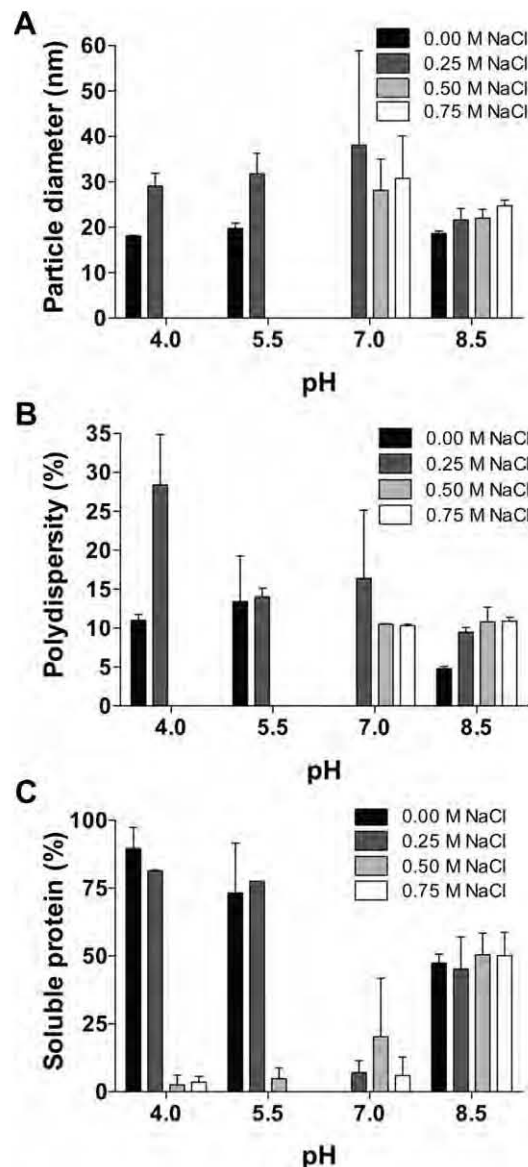 A
Particle diameter (nm)
60
50
40
30
20
10
0
0.00 M NaCl
0.25 M NaCl
0.50 M NaCl
0.75 M NaCl
4.0 5.5 7.0 8.5
pH
B
Polydispersity (%)
35
30
25
20
15
10
5
0
0.00 M NaCl
0.25 M NaCl
0.50 M NaCl
0.75 M NaCl
4.0 5.5 7.0 8.5
pH
C
Soluble protein (%)
100
75
50
25
0
0.00 M NaCl
0.25 M NaCl
0.50 M NaCl
0.75 M NaCl
4.0 5.5 7.0 8.5
pH